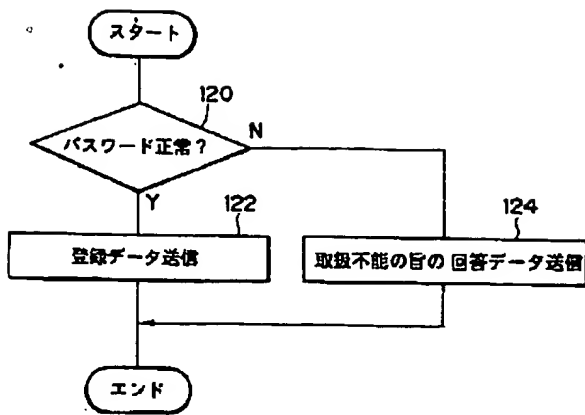 スタート
120
パスワード正常?
N
Y
122
登録データ送信
124
取扱不能の旨の回答データ送信
エンド